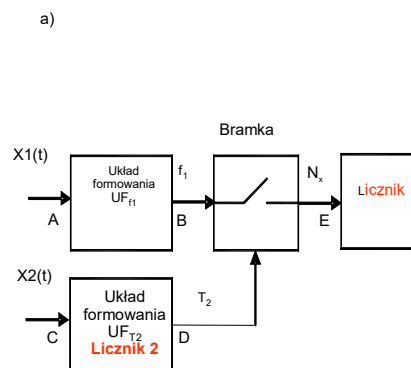 a)
Bramka
X1(t)
Układ
formowania
UFf1
f1
Nx
Licznik
A
B
E
X2(t)
Układ
formowania
UFT2
Licznik 2
T2
C
D